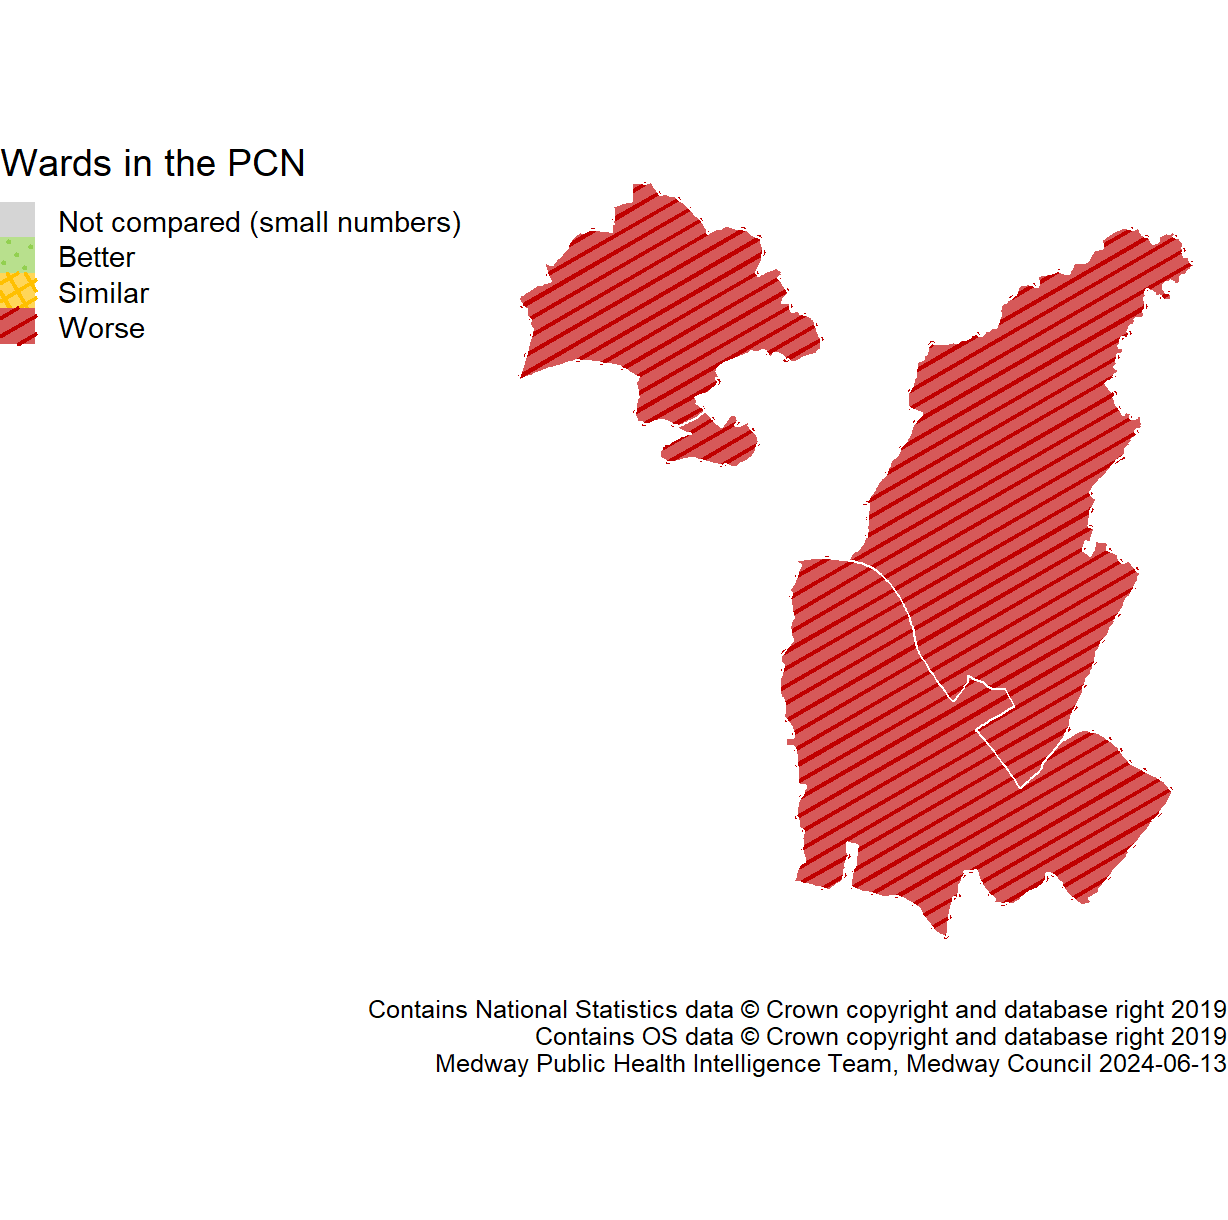 Wards in the PCN
Not compared (small numbers)
Better
Similar
Worse
Contains National Statistics data © Crown copyright and database right 2019
Contains OS data © Crown copyright and database right 2019
Medway Public Health Intelligence Team, Medway Council 2024-06-13